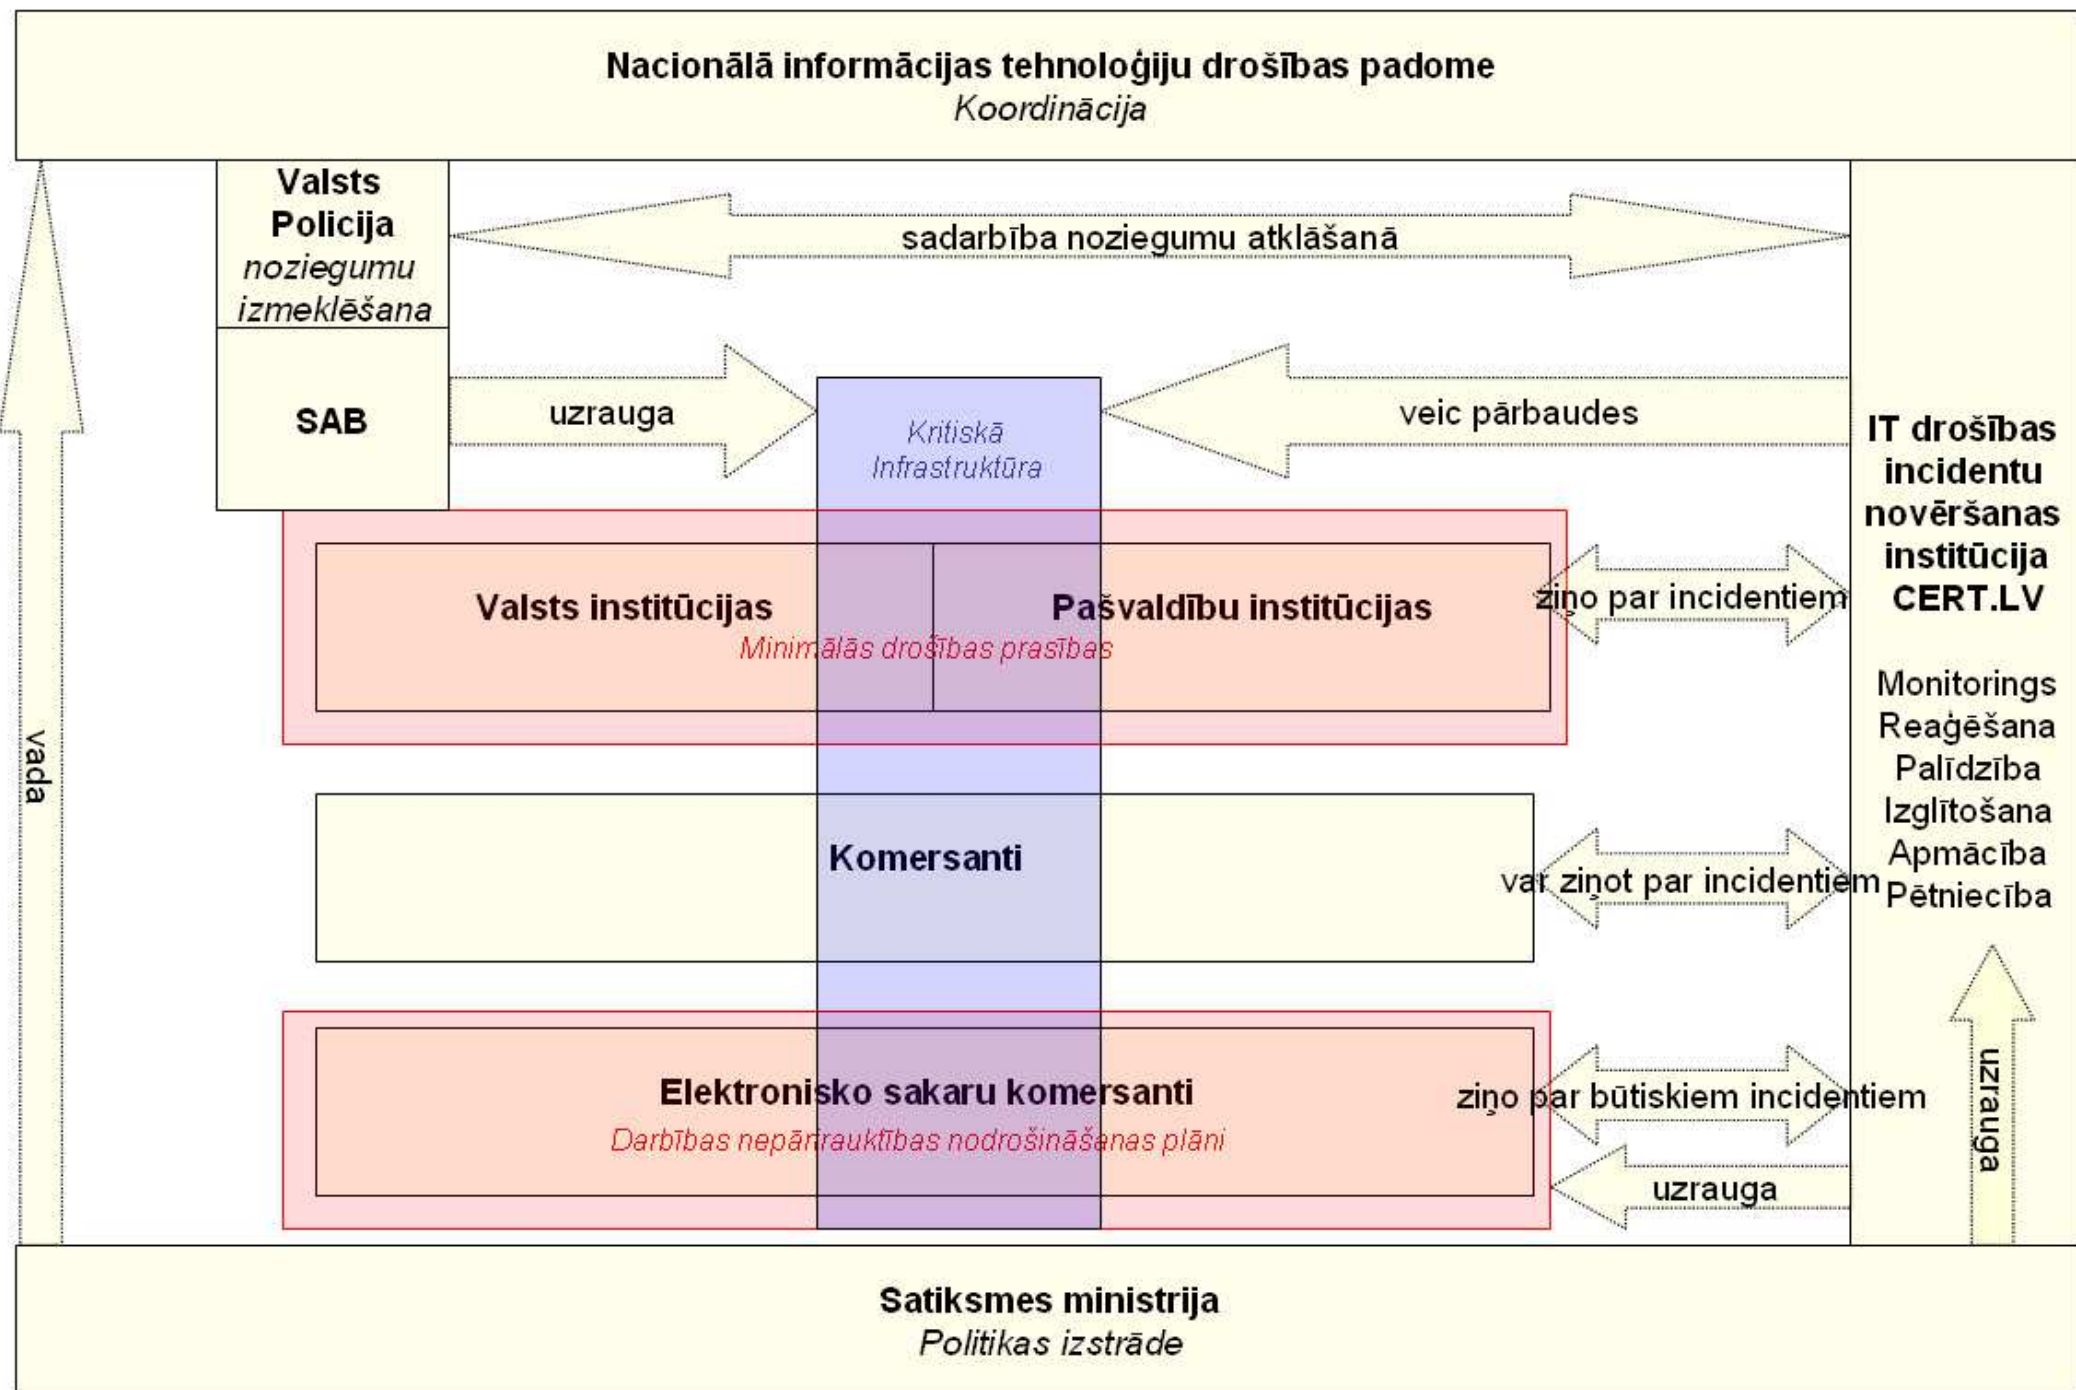 Nacionālā informācijas tehnoloģiju drošības padome
Koordinācija
Valsts
Policija
noziegumu
izmeklēšana
sadarbība noziegumu atklāšanā
SAB
uzrauga
Kritiskā
Infrastruktūra
veic pārbaudes
IT drošības
incidentu
novēršanas
institūcija
CERT.LV
Monitorings
Reaģēšana
Palīdzība
Izglītošana
Apmācība
Pētniecība
Valsts institūcijas
Pašvaldību institūcijas
Minimālās drošības prasības
ziņo par incidentiem
vada
Komersanti
var ziņot par incidentiem
Elektronisko sakaru komersanti
Darbības nepārtrauktības nodrošināšanas plāni
ziņo par būtiskiem incidentiem
uzrauga
uzrauga
Satiksmes ministrija
Politikas izstrāde